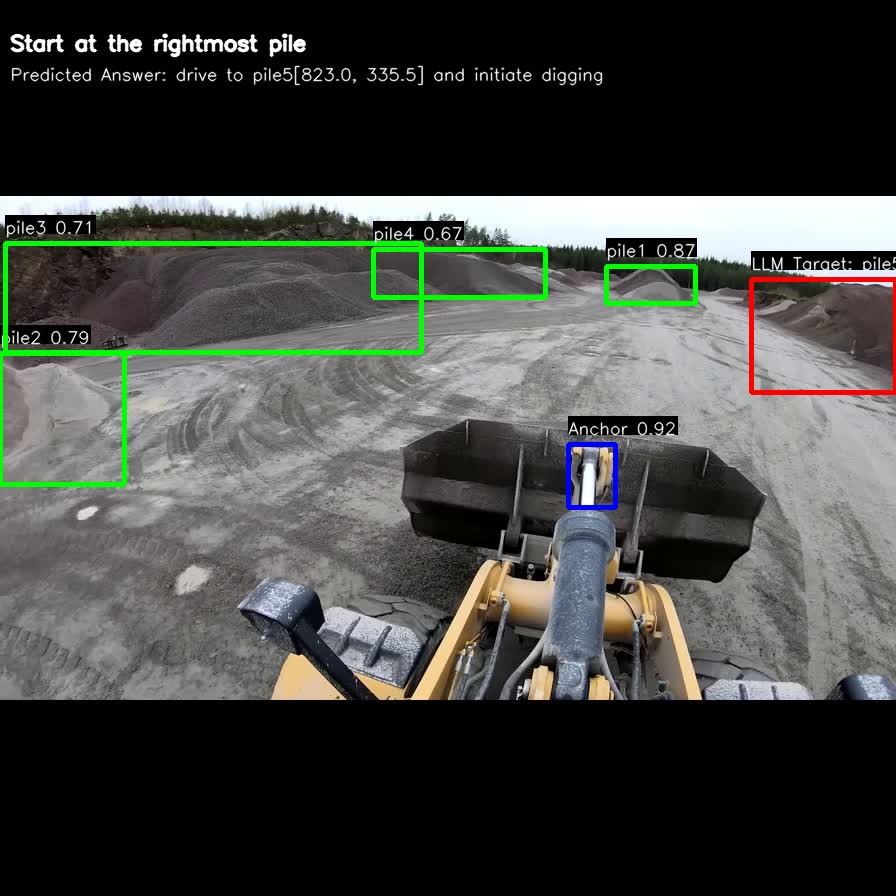 Start at the rightmost pile
Predicted Answer: drive to pile5[823.0, 335.5] and initiate digging
pile3 0.71
pile4 0.67
pile1 0.87
LLM Target: pile5
pile2 0.79
Anchor 0.92